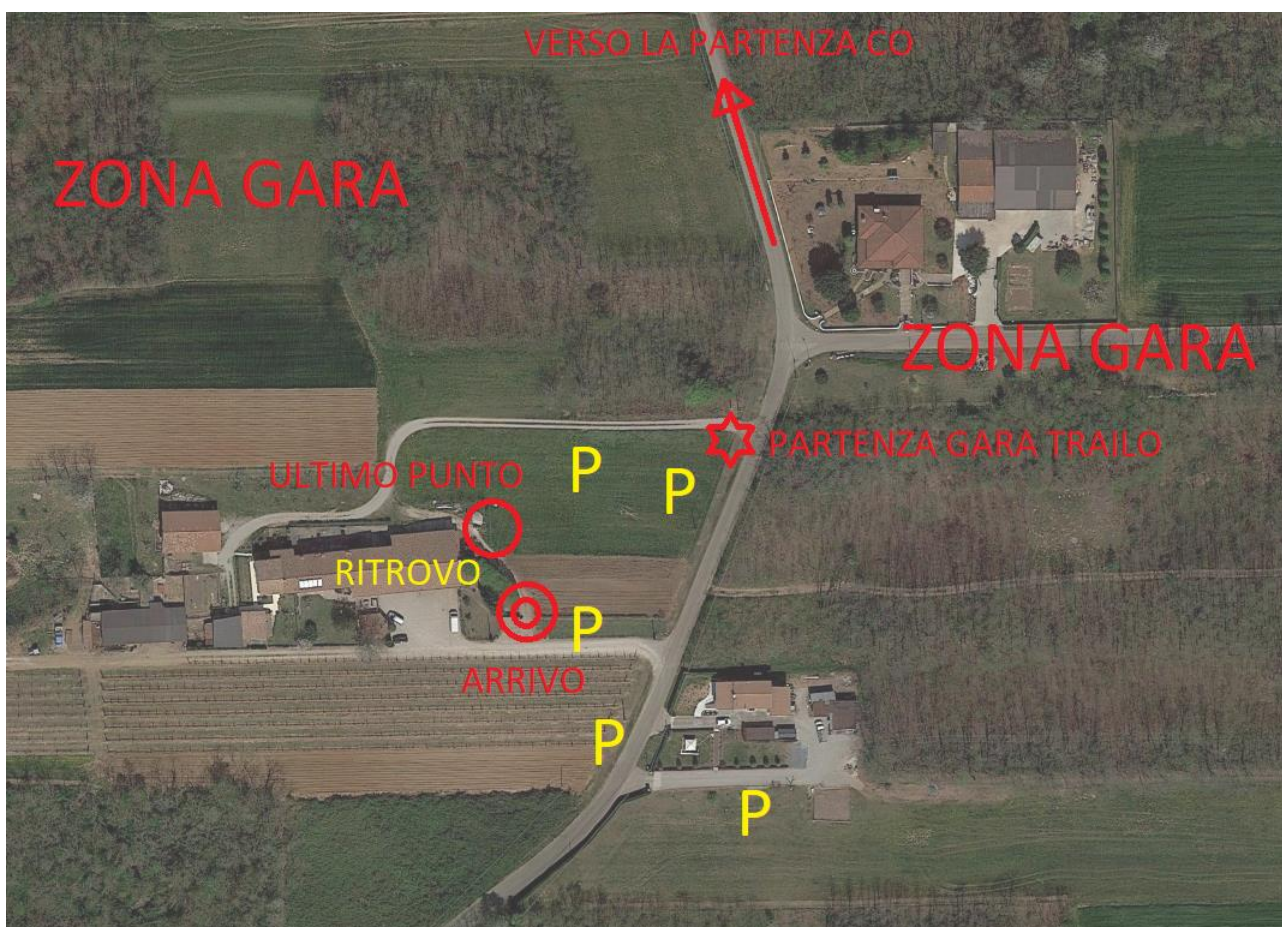 VERSO LA PARTENZA CO
ZONA GARA
ZONA GARA
PARTENZA GARA TRAILO
P
P
ULTIMO PUNTO
RITROVO
P
ARRIVO
P
P